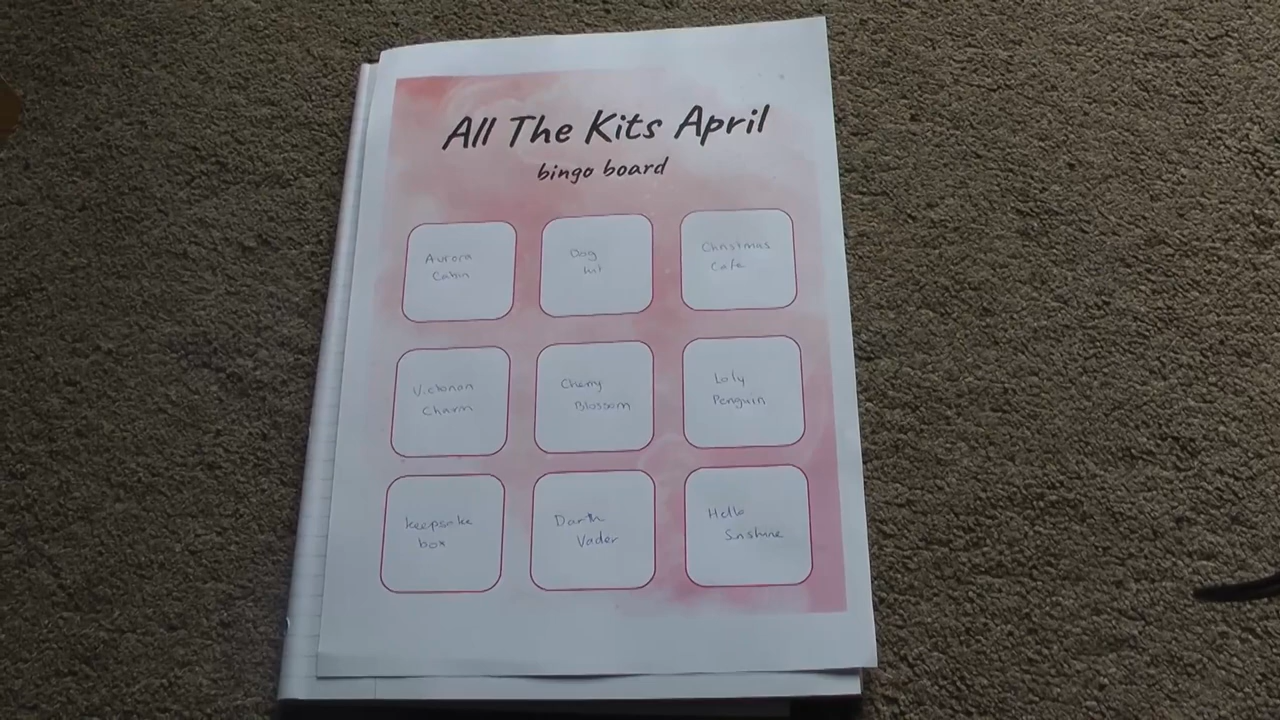 All The Kits April
bingo board
Aurora
Cabin
Dog
kit
Christmas
Cafe
Victorian
Charm
Cherry
Blossom
Loly
Penguin
keepsake
box
Darth
Vader
Hello
Sunshine